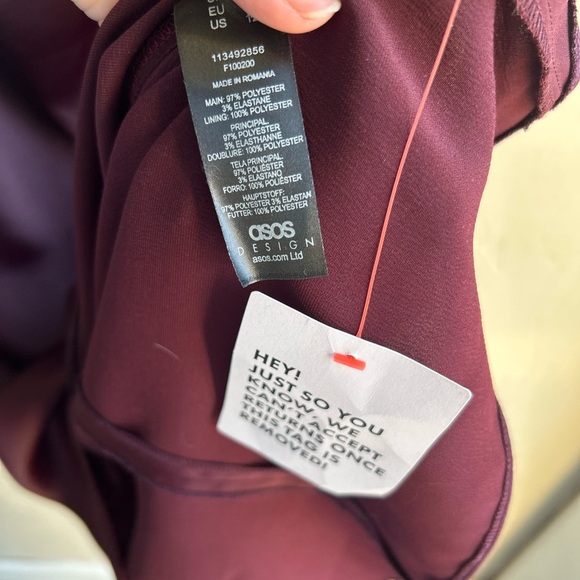 EU
US 12
113492856
F100200
MADE IN ROMANIA
MAIN: 97% POLYESTER
3% ELASTANE
LINING: 100% POLYESTER
PRINCIPAL
97% POLYESTER
3% ELASTHANNE
DOUBLURE: 100% POLYESTER
TELA PRINCIPAL
97% POLIÉSTER
3% ELASTANO
FORRO: 100% POLIÉSTER
HAUPTSTOFF:
97% POLYESTER 3% ELASTAN
FUTTER: 100% POLYESTER
asos
DESIGN
asos.com Ltd
HEY!
JUST SO YOU
KNOW, WE
CAN'T ACCEPT
RETURNS ONCE
THIS TAG IS
REMOVED!